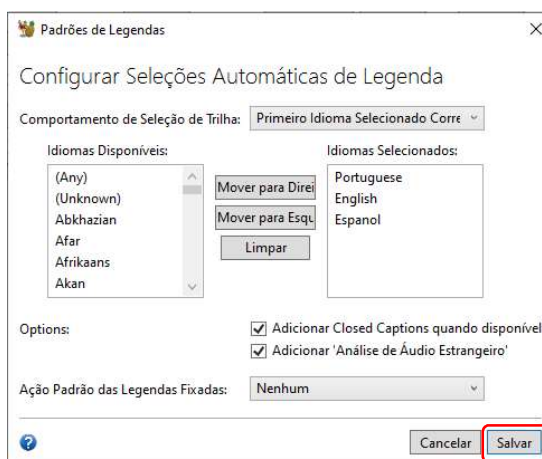 Padrões de Legendas
Configurar Seleções Automáticas de Legenda
Comportamento de Seleção de Trilha: Primeiro Idioma Selecionado Corre
Idiomas Disponíveis:
(Any)
(Unknown)
Abkhazian
Afar
Afrikaans
Akan
Mover para Direi
Mover para Esqu
Limpar
Idiomas Selecionados:
Portuguese
English
Espanol
Options:
Adicionar Closed Captions quando disponível
Adicionar 'Análise de Áudio Estrangeiro'
Ação Padrão das Legendas Fixadas: Nenhum
Cancelar Salvar